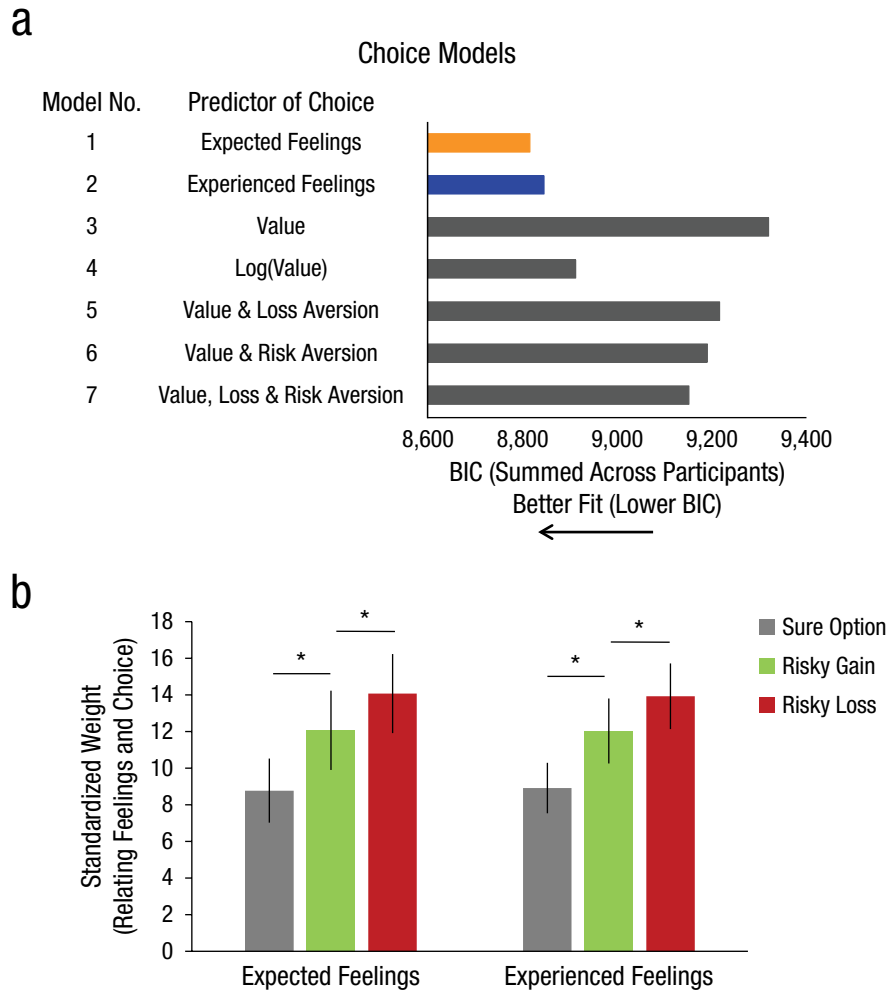 a
Choice Models
Model No. Predictor of Choice
1 Expected Feelings
2 Experienced Feelings
3 Value
4 Log(Value)
5 Value & Loss Aversion
6 Value & Risk Aversion
7 Value, Loss & Risk Aversion
8,600 8,800 9,000 9,200 9,400
BIC (Summed Across Participants)
Better Fit (Lower BIC)
b
Standardized Weight
(Relating Feelings and Choice)
18
16
14
12
10
8
6
4
2
0
* * * *
Sure Option
Risky Gain
Risky Loss
Expected Feelings Experienced Feelings